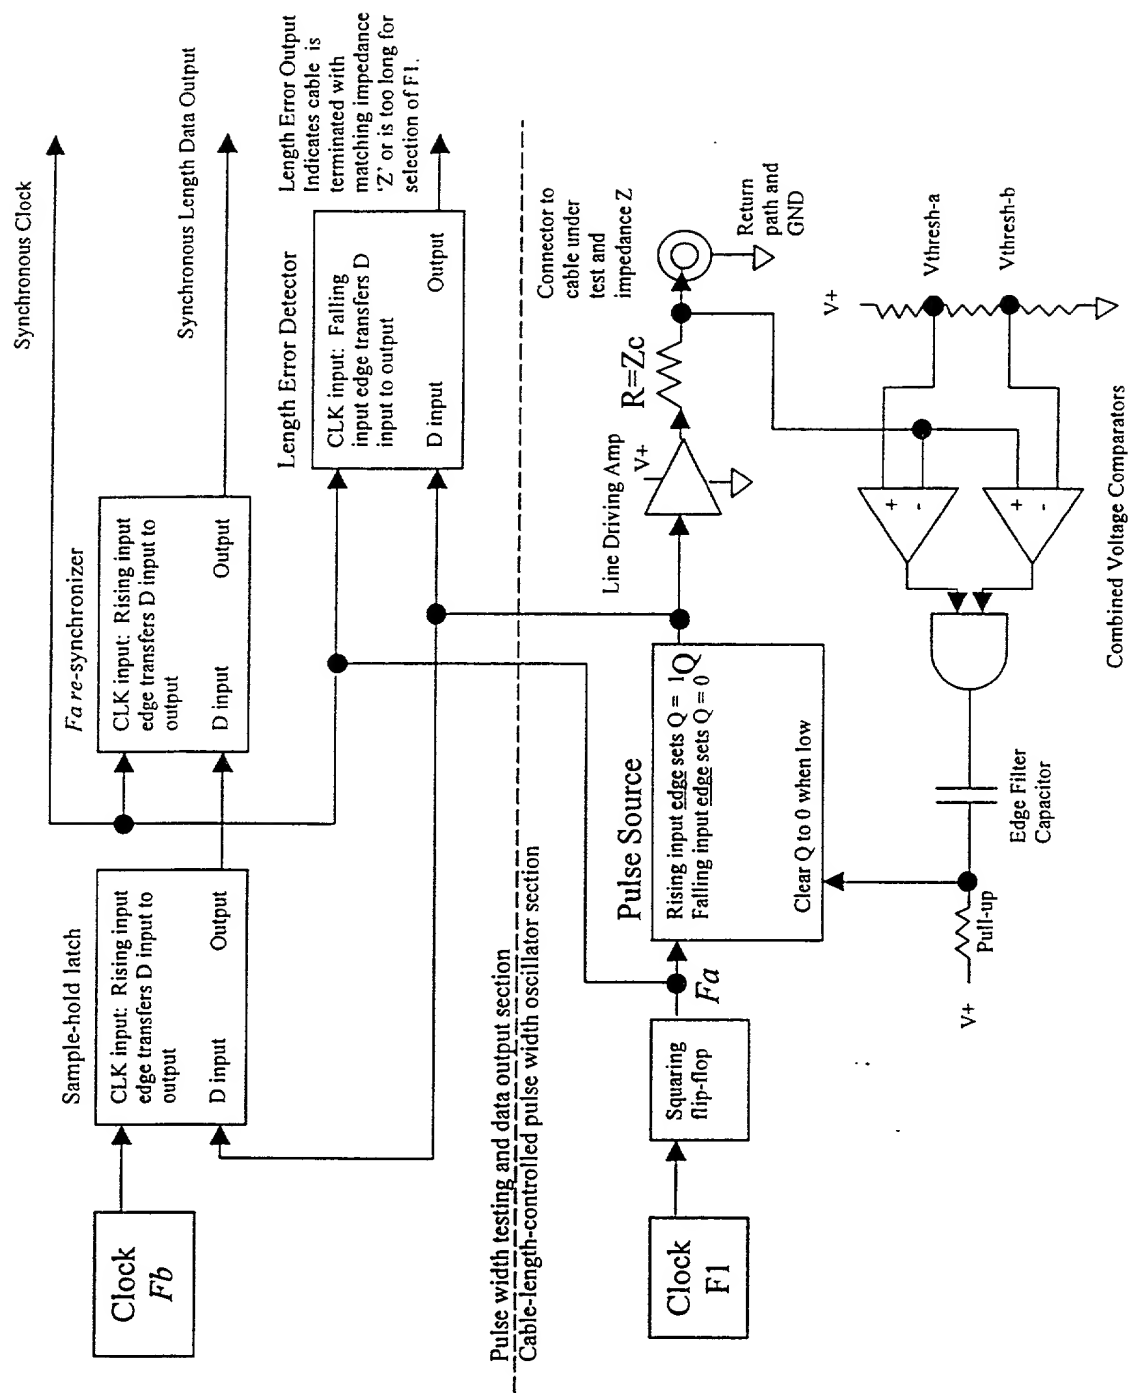 Synchronous Clock
Synchronous Length Data Output
Length Error Output
Indicates cable is
terminated with
matching impedance
'Z' or is too long for
selection of F1.
Sample-hold latch
CLK input: Rising input
edge transfers D input to
output
D input
Output
Fa re-synchronizer
CLK input: Rising input
edge transfers D input to
output
D input
Output
Length Error Detector
CLK input: Falling
input edge transfers D
input to output
D input
Output
Clock
Fb
Pulse width testing and data output section
Cable-length-controlled pulse width oscillator section
Clock
F1
Squaring
flip-flop
Fa
Pulse Source
Rising input edge sets Q = 1
Falling input edge sets Q = 0
Q
Clear Q to 0 when low
Line Driving Amp
V+
R=Zc
Connector to
cable under
test and
impedance Z
Return
path and
GND
V+
Vthresh-a
Vthresh-b
+
-
+
-
Combined Voltage Comparators
Edge Filter
Capacitor
Pull-up
V+